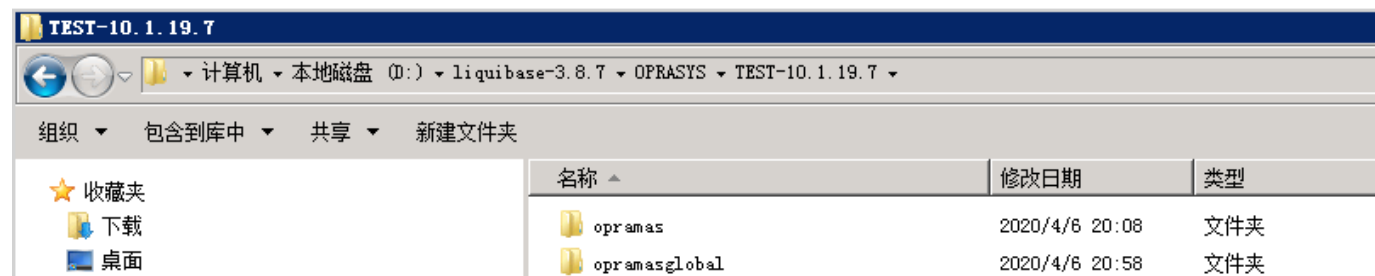 TEST-10.1.19.7
计算机 本地磁盘 (D:) liquibase-3.8.7 OPRASYS TEST-10.1.19.7
组织 包含到库中 共享 新建文件夹
收藏夹
下载
桌面
名称 修改日期 类型
opramas 2020/4/6 20:08 文件夹
opramasglobal 2020/4/6 20:58 文件夹